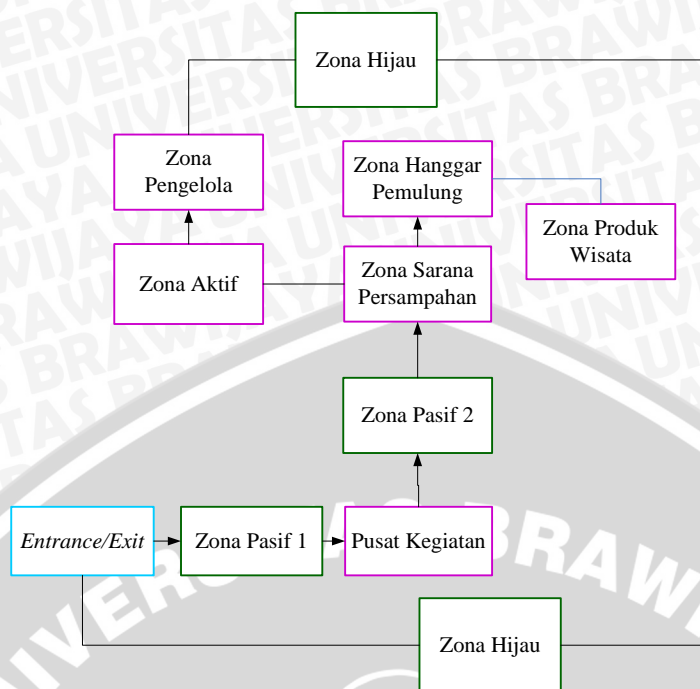 Zona Hijau
Zona
Pengelola
Zona Hanggar
Pemulung
Zona Produk
Wisata
Zona Aktif
Zona Sarana
Persampahan
Zona Pasif 2
Entrance/Exit
Zona Pasif 1
Pusat Kegiatan
Zona Hijau